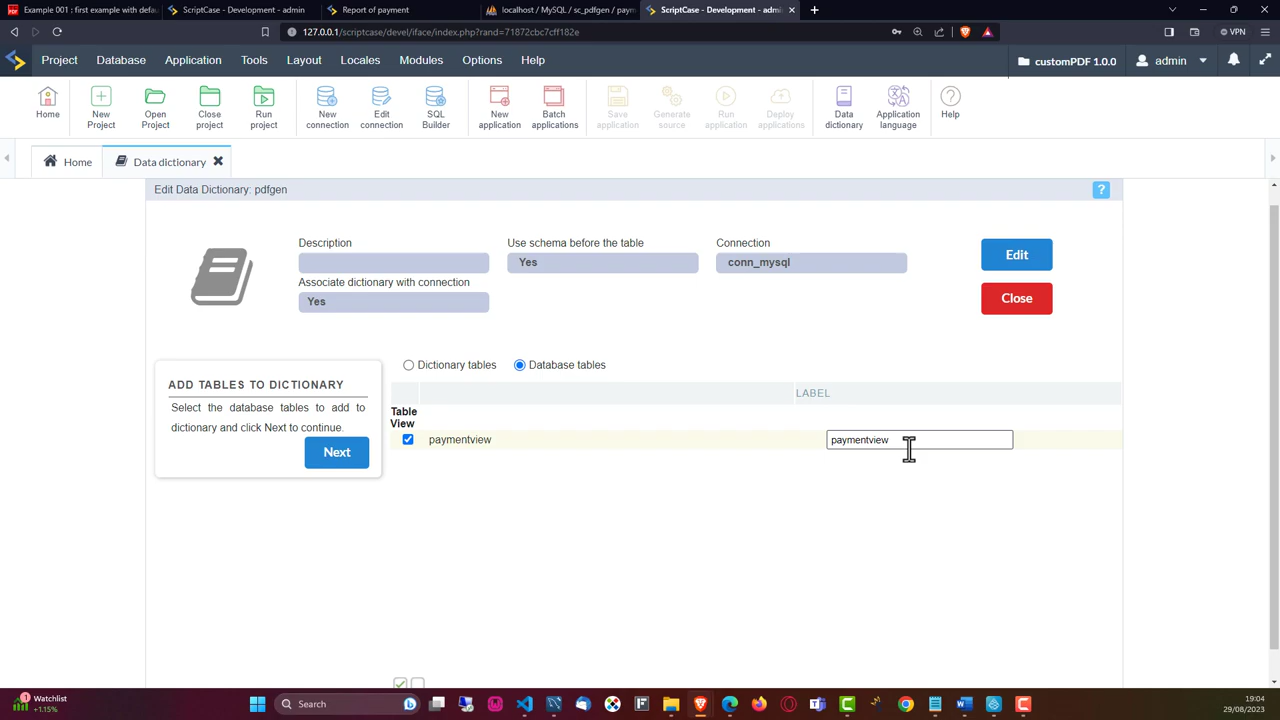 Example 001 : first example with defau
ScriptCase - Development - admin
Report of payment
localhost / MySQL / sc_pdfgen / paym
ScriptCase - Development - admi
127.0.0.1/scriptcase/devel/iface/index.php?rand=71872cbc7cff182e
VPN
Project Database Application Tools Layout Locales Modules Options Help
customPDF 1.0.0
admin
Home
New
Project
Open
Project
Close
project
Run
project
New
connection
Edit
connection
SQL
Builder
New
application
Batch
applications
Save
application
Generate
source
Run
application
Deploy
applications
Data
dictionary
Application
language
Help
Home
Data dictionary
Edit Data Dictionary: pdfgen
?
Description
Use schema before the table
Connection
Yes
conn_mysql
Edit
Associate dictionary with connection
Yes
Close
Dictionary tables
Database tables
ADD TABLES TO DICTIONARY
Select the database tables to add to
dictionary and click Next to continue.
Next
LABEL
Table
View
paymentview
paymentview
1
Watchlist
+1.15%
Search
19:04
29/08/2023